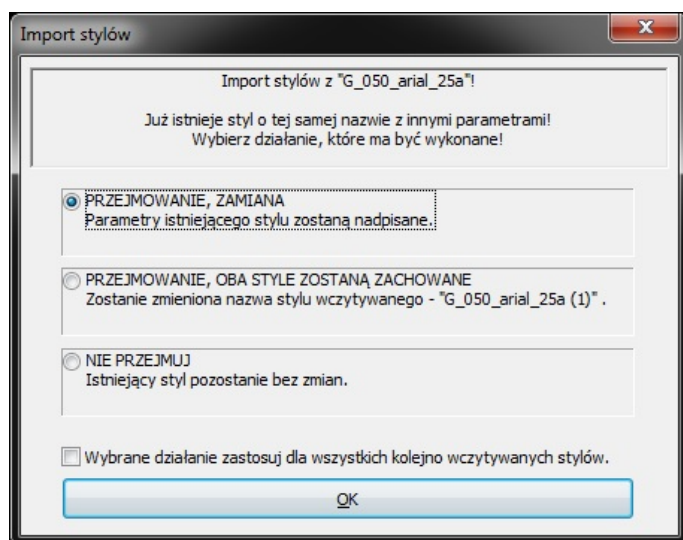 Import stylów
Import stylów z "G_050_arial_25a"!
Już istnieje styl o tej samej nazwie z innymi parametrami!
Wybierz działanie, które ma być wykonane!
PRZEJMOWANIE, ZAMIANA
Parametry istniejącego stylu zostaną nadpisane.
PRZEJMOWANIE, OBA STYLE ZOSTANĄ ZACHOWANE
Zostanie zmieniona nazwa stylu wczytywanego - "G_050_arial_25a (1)" .
NIE PRZEJMUJ
Istniejący styl pozostanie bez zmian.
Wybrane działanie zastosuj dla wszystkich kolejno wczytywanych stylów.
OK